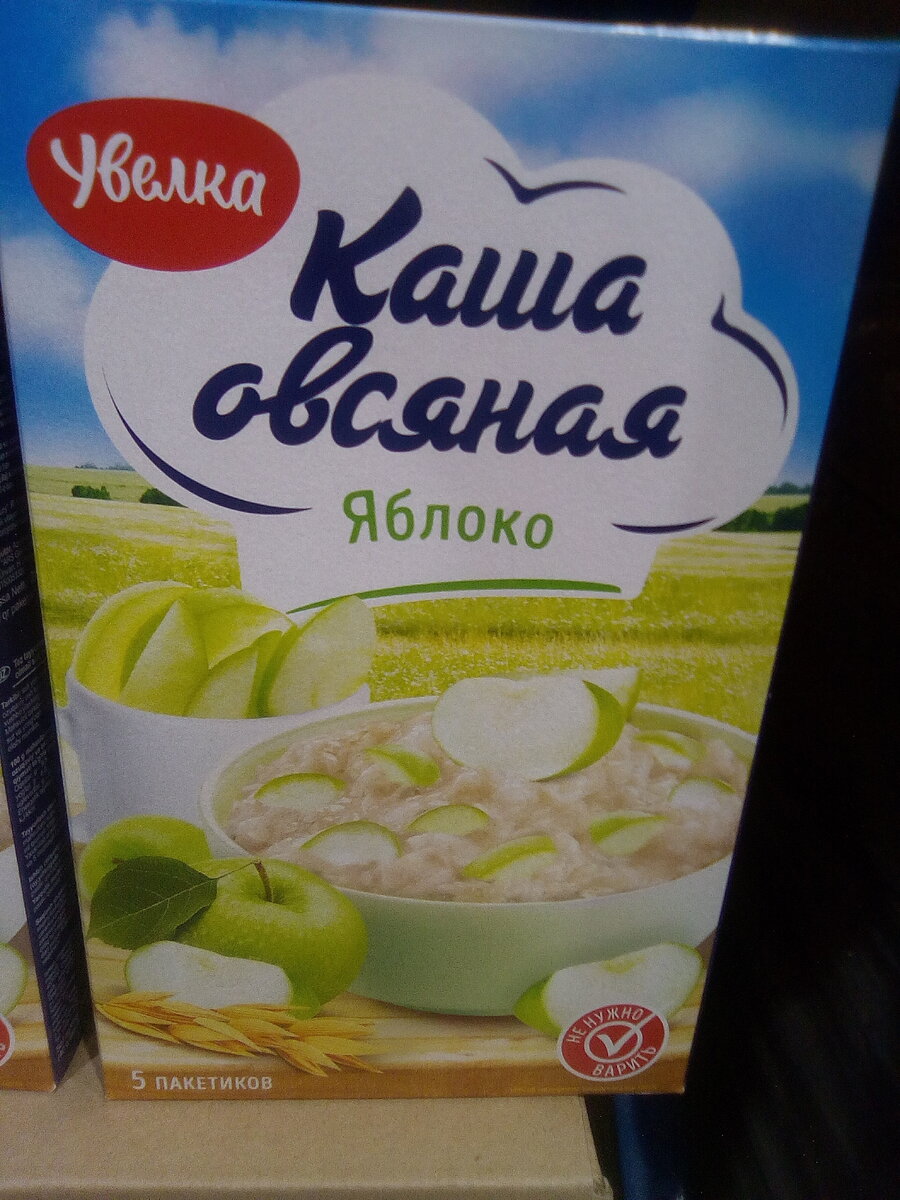 Увелка
Каша
овсяная
Яблоко
НЕ НУЖНО
ВАРИТЬ
5 ПАКЕТИКОВ